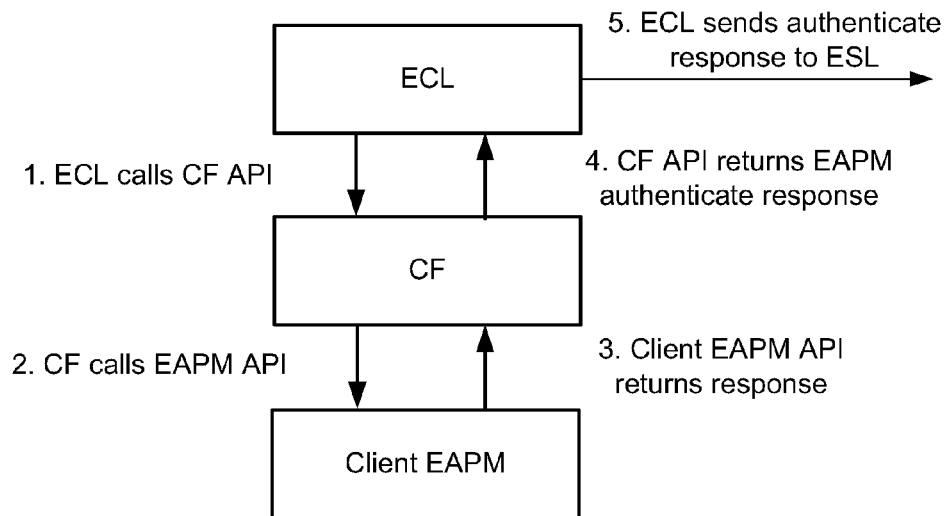 5. ECL sends authenticate
response to ESL
ECL
1. ECL calls CF API
4. CF API returns EAPM
authenticate response
CF
2. CF calls EAPM API
3. Client EAPM API
returns response
Client EAPM